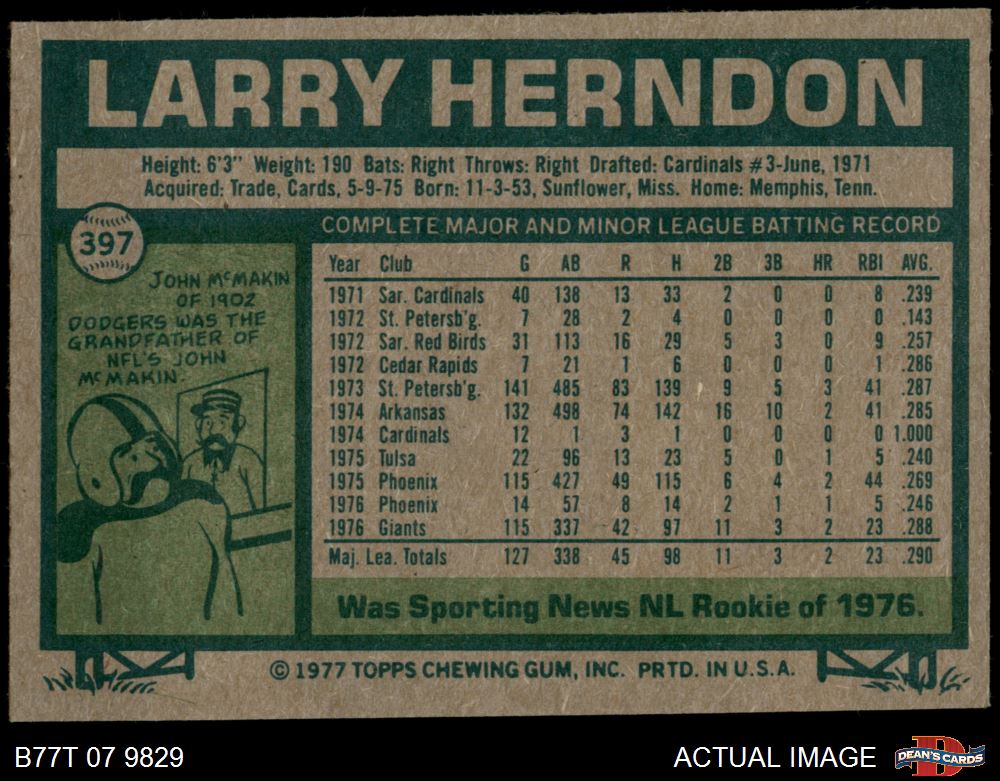 LARRY HERNDON
Height: 6'3" Weight: 190 Bats: Right Throws: Right Drafted: Cardinals #3-June, 1971
Acquired: Trade, Cards, 5-9-75 Born: 11-3-53, Sunflower, Miss. Home: Memphis, Tenn.
397
JOHN McMAKIN
OF 1902
DODGERS WAS THE
GRANDFATHER OF
NFL'S JOHN
McMAKIN.
COMPLETE MAJOR AND MINOR LEAGUE BATTING RECORD
Year Club G AB R H 2B 3B HR RBI AVG.
1971 Sar. Cardinals 40 138 13 33 2 0 0 8 .239
1972 St. Petersb'g. 7 28 2 4 0 0 0 0 .143
1972 Sar. Red Birds 31 113 16 29 5 3 0 9 .257
1972 Cedar Rapids 7 21 1 6 0 0 0 1 .286
1973 St. Petersb'g. 141 485 83 139 9 5 3 41 .287
1974 Arkansas 132 498 74 142 16 10 2 41 .285
1974 Cardinals 12 1 3 1 0 0 0 0 1.000
1975 Tulsa 22 96 13 23 5 0 1 5 .240
1975 Phoenix 115 427 49 115 6 4 2 44 .269
1976 Phoenix 14 57 8 14 2 1 1 5 .246
1976 Giants 115 337 42 97 11 3 2 23 .288
Maj. Lea. Totals 127 338 45 98 11 3 2 23 .290
Was Sporting News NL Rookie of 1976.
© 1977 TOPPS CHEWING GUM, INC. PRTD. IN U.S.A.
B77T 07 9829
ACTUAL IMAGE
DEAN'S CARDS